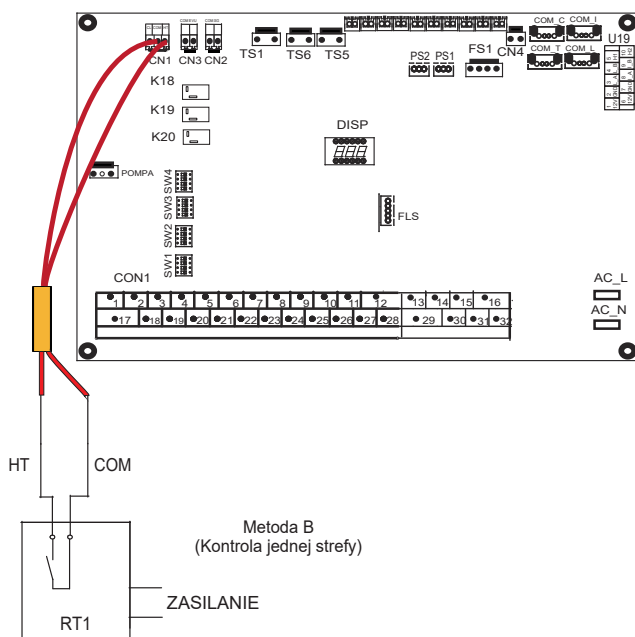 COM_C COM_I
U19
CN1 CN3 CN2
TS1 TS6 TS5
PS2 PS1 FS1 CN4
COM_T COM_L
K18
K19
K20
DISP
POMPA
SW4
SW3
SW2
SW1
FLS
CON1
AC_L
AC_N
1 2 3 4 5 6 7 8 9 10 11 12 13 14 15 16
17 18 19 20 21 22 23 24 25 26 27 28 29 30 31 32
HT COM
Metoda B
(Kontrola jednej strefy)
ZASILANIE
RT1